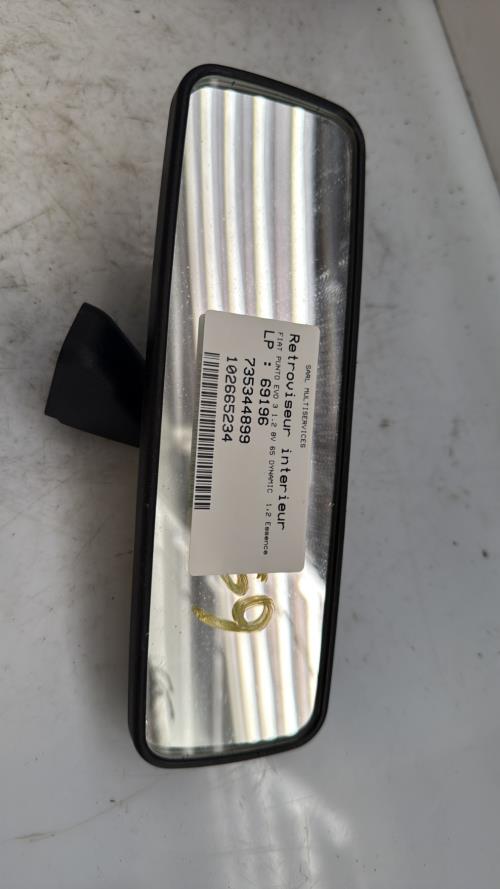 SARL MULTISERVICES
Retroviseur interieur
FIAT PUNTO EVO 3 1.2 8V 65 DYNAMIC 1.2 Essence
LP : 69196
735344899
102665234
69